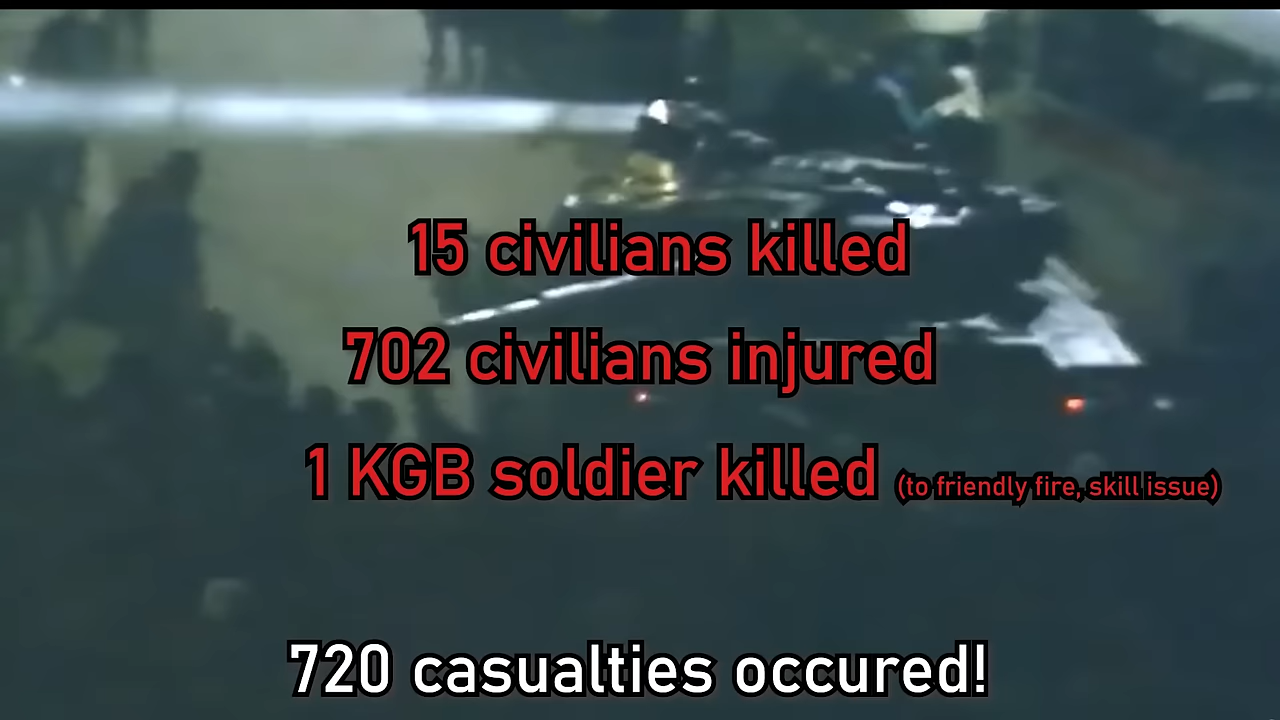 15 civilians killed
702 civilians injured
1 KGB soldier killed (to friendly fire, skill issue)
720 casualties occured!